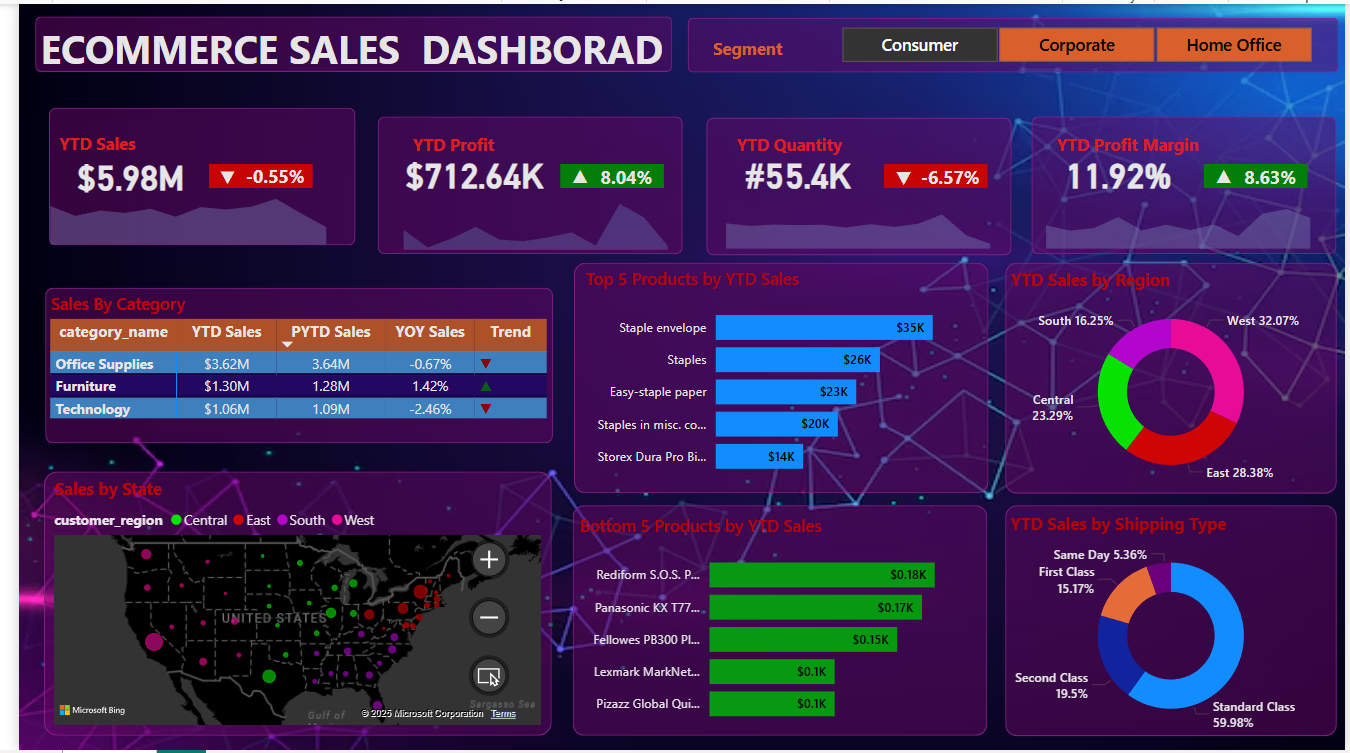 ECOMMERCE SALES DASHBORAD
Segment
Consumer
Corporate
Home Office
YTD Sales
$5.98M
▼ -0.55%
YTD Profit
$712.64K
▲ 8.04%
YTD Quantity
#55.4K
▼ -6.57%
YTD Profit Margin
11.92%
▲ 8.63%
Sales By Category
category_name YTD Sales PYTD Sales YOY Sales Trend
Office Supplies $3.62M 3.64M -0.67% ▼
Furniture $1.30M 1.28M 1.42% ▲
Technology $1.06M 1.09M -2.46% ▼
Top 5 Products by YTD Sales
Staple envelope $35K
Staples $26K
Easy-staple paper $23K
Staples in misc. co... $20K
Storex Dura Pro Bi... $14K
YTD Sales by Region
South 16.25%
West 32.07%
Central
23.29%
East 28.38%
Sales by State
customer_region Central East South West
UNITED STATES
Sargasso Sea
Gulf of
Microsoft Bing
© 2025 Microsoft Corporation Terms
Bottom 5 Products by YTD Sales
Rediform S.O.S. P... $0.18K
Panasonic KX T77... $0.17K
Fellowes PB300 Pl... $0.15K
Lexmark MarkNet... $0.1K
Pizazz Global Qui... $0.1K
YTD Sales by Shipping Type
Same Day 5.36%
First Class
15.17%
Second Class
19.5%
Standard Class
59.98%